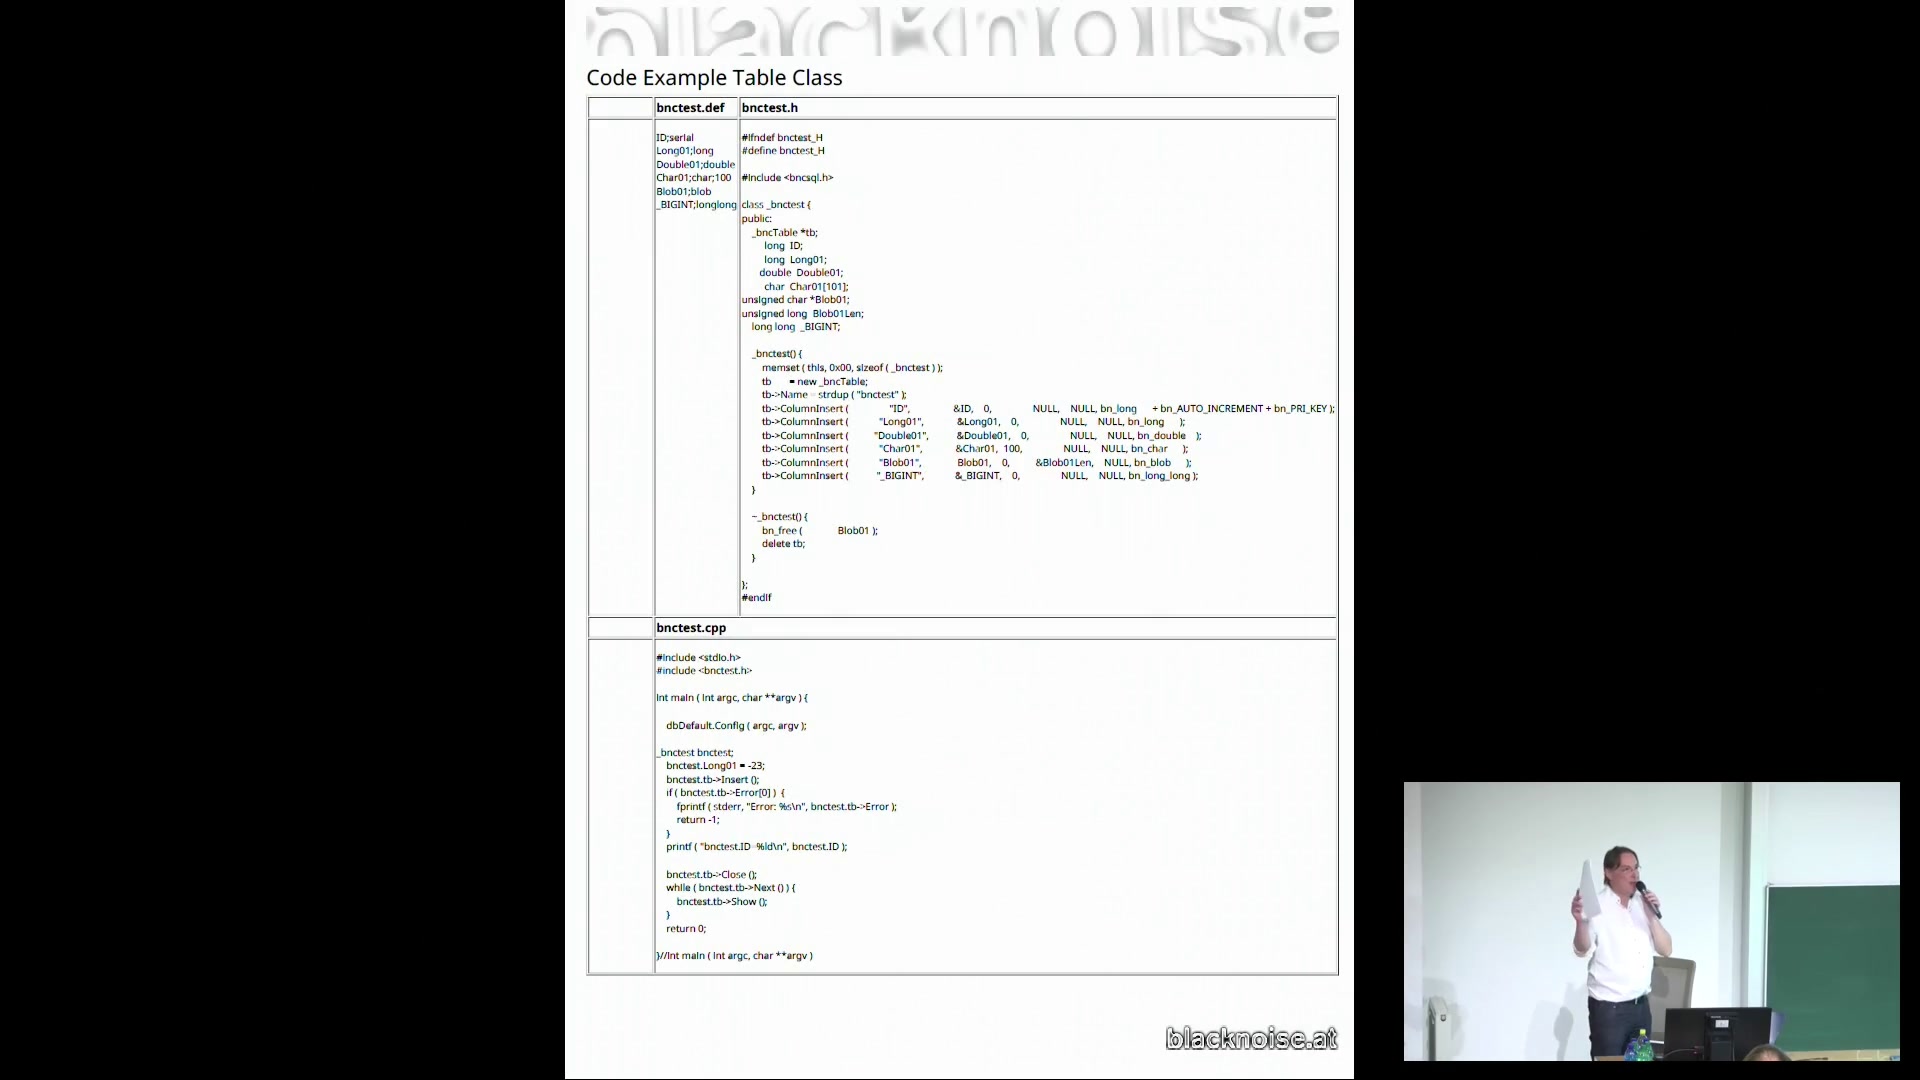 blacknoise
Code Example Table Class
bnctest.def
bnctest.h
ID;serial
Long01;long
Double01;double
Char01;char;100
Blob01;blob
_BIGINT;longlong
#ifndef bnctest_H
#define bnctest_H
#include <bncsql.h>
class _bnctest {
public:
_bncTable *tb;
long ID;
long Long01;
double Double01;
char Char01[101];
unsigned char *Blob01;
unsigned long Blob01Len;
long long _BIGINT;
_bnctest() {
memset ( this, 0x00, sizeof ( _bnctest ) );
tb = new _bncTable;
tb->Name = strdup ( "bnctest" );
tb->ColumnInsert ( "ID", &ID, 0, NULL, NULL, bn_long + bn_AUTO_INCREMENT + bn_PRI_KEY );
tb->ColumnInsert ( "Long01", &Long01, 0, NULL, NULL, bn_long );
tb->ColumnInsert ( "Double01", &Double01, 0, NULL, NULL, bn_double );
tb->ColumnInsert ( "Char01", &Char01, 100, NULL, NULL, bn_char );
tb->ColumnInsert ( "Blob01", Blob01, 0, &Blob01Len, NULL, bn_blob );
tb->ColumnInsert ( "_BIGINT", &_BIGINT, 0, NULL, NULL, bn_long_long );
}
~_bnctest() {
bn_free ( Blob01 );
delete tb;
}
};
#endif
bnctest.cpp
#include <stdio.h>
#include <bnctest.h>
int main ( int argc, char **argv ) {
dbDefault.Config ( argc, argv );
_bnctest bnctest;
bnctest.Long01 = -23;
bnctest.tb->Insert ();
if ( bnctest.tb->Error[0] ) {
fprintf ( stderr, "Error: %s\n", bnctest.tb->Error );
return -1;
}
printf ( "bnctest.ID=%ld\n", bnctest.ID );
bnctest.tb->Close ();
while ( bnctest.tb->Next () ) {
bnctest.tb->Show ();
}
return 0;
}//int main ( int argc, char **argv )
blacknoise.at